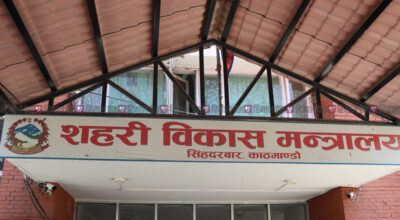 शहरी विकास मन्त्रालय
सिंहदरबार, काठमाण्डौ